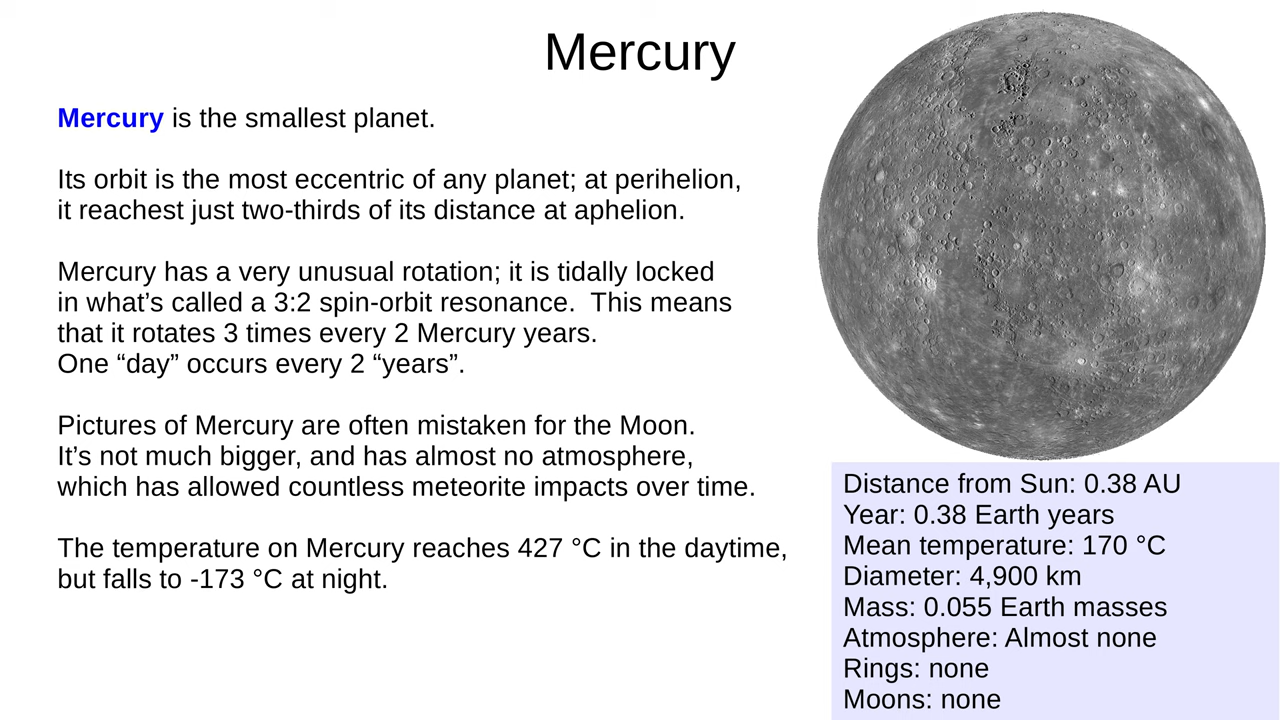 Mercury
Mercury is the smallest planet.
Its orbit is the most eccentric of any planet; at perihelion,
it reachest just two-thirds of its distance at aphelion.
Mercury has a very unusual rotation; it is tidally locked
in what’s called a 3:2 spin-orbit resonance.  This means
that it rotates 3 times every 2 Mercury years.
One “day” occurs every 2 “years”.
Pictures of Mercury are often mistaken for the Moon.
It’s not much bigger, and has almost no atmosphere,
which has allowed countless meteorite impacts over time.
The temperature on Mercury reaches 427 °C in the daytime,
but falls to -173 °C at night.
Distance from Sun: 0.38 AU
Year: 0.38 Earth years
Mean temperature: 170 °C
Diameter: 4,900 km
Mass: 0.055 Earth masses
Atmosphere: Almost none
Rings: none
Moons: none